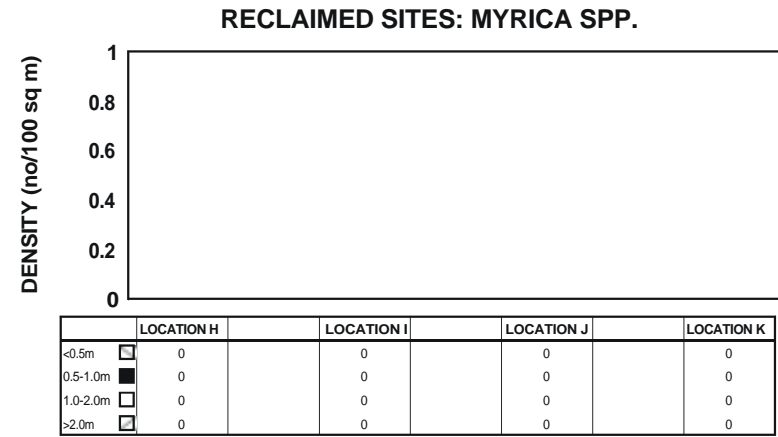 RECLAIMED SITES: MYRICA SPP.
DENSITY (no/100 sq m)
1
0.8
0.6
0.4
0.2
0
LOCATION H LOCATION I LOCATION J LOCATION K
<0.5m 0 0 0 0
0.5-1.0m 0 0 0 0
1.0-2.0m 0 0 0 0
>2.0m 0 0 0 0